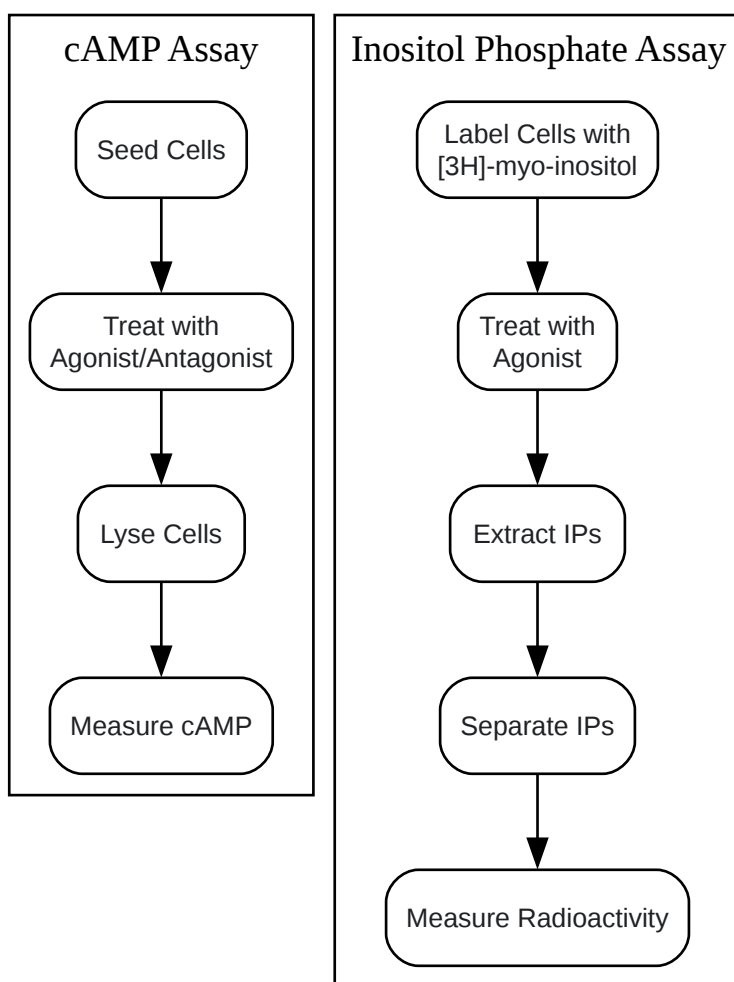 cAMP Assay
Seed Cells
Treat with
Agonist/Antagonist
Lyse Cells
Measure cAMP
Inositol Phosphate Assay
Label Cells with
[3H]-myo-inositol
Treat with
Agonist
Extract IPs
Separate IPs
Measure Radioactivity